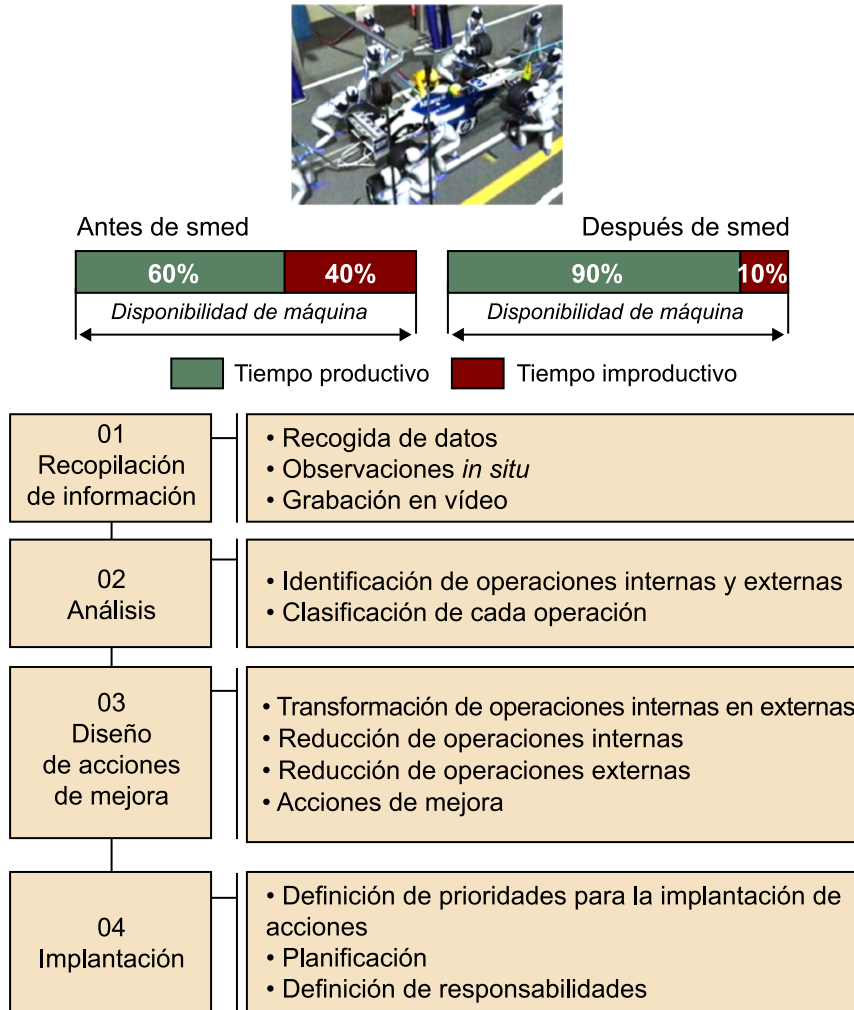 Antes de smed
Después de smed
60%
40%
90%
10%
Disponibilidad de máquina
Disponibilidad de máquina
Tiempo productivo
Tiempo improductivo
01
Recopilación
de información
• Recogida de datos
• Observaciones in situ
• Grabación en vídeo
02
Análisis
• Identificación de operaciones internas y externas
• Clasificación de cada operación
03
Diseño
de acciones
de mejora
• Transformación de operaciones internas en externas
• Reducción de operaciones internas
• Reducción de operaciones externas
• Acciones de mejora
04
Implantación
• Definición de prioridades para la implantación de
acciones
• Planificación
• Definición de responsabilidades